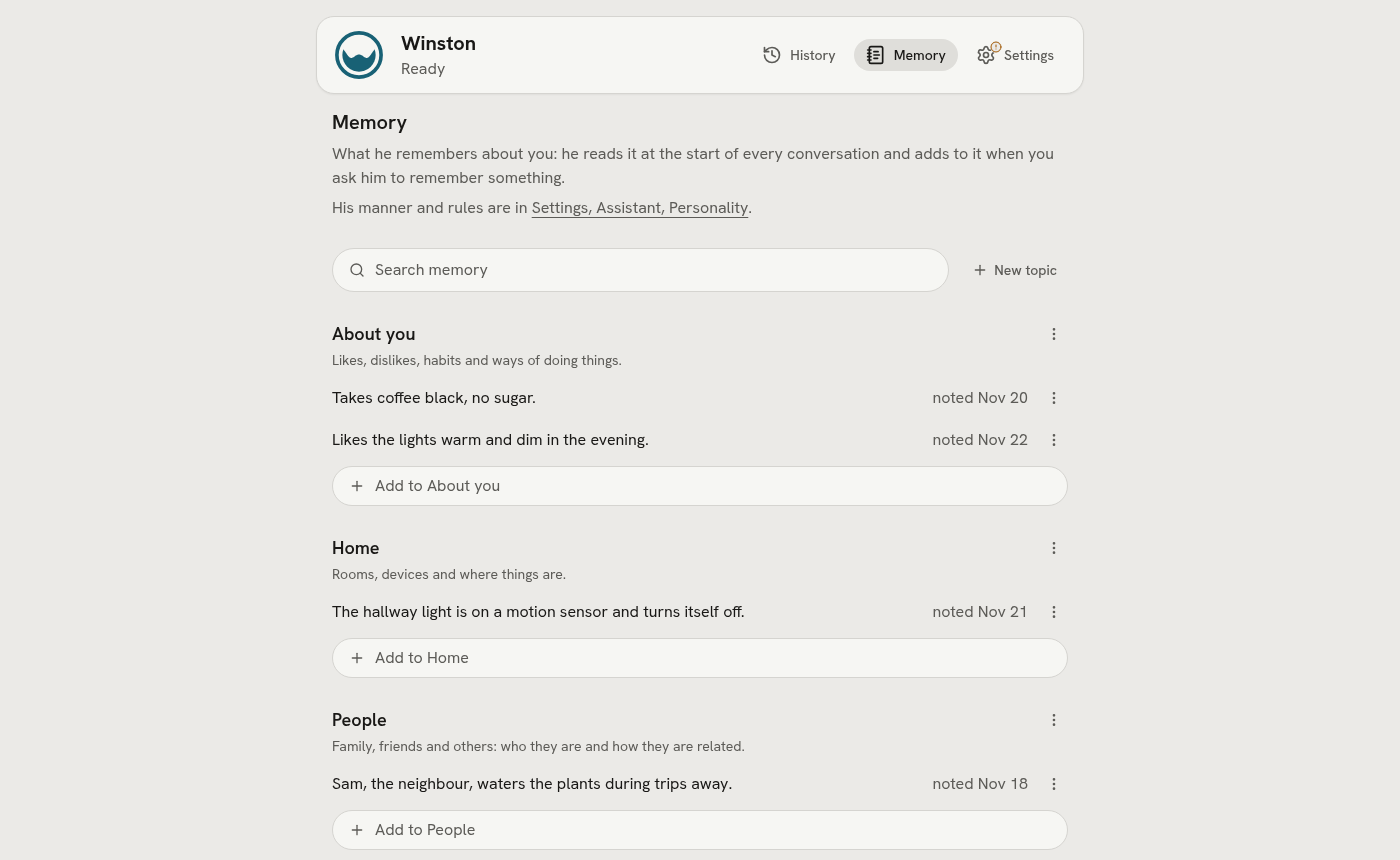 Winston
Ready
History
Memory
Settings
Memory
What he remembers about you: he reads it at the start of every conversation and adds to it when you
ask him to remember something.
His manner and rules are in Settings, Assistant, Personality.
Search memory
New topic
About you
Likes, dislikes, habits and ways of doing things.
Takes coffee black, no sugar.
noted Nov 20
Likes the lights warm and dim in the evening.
noted Nov 22
Add to About you
Home
Rooms, devices and where things are.
The hallway light is on a motion sensor and turns itself off.
noted Nov 21
Add to Home
People
Family, friends and others: who they are and how they are related.
Sam, the neighbour, waters the plants during trips away.
noted Nov 18
Add to People